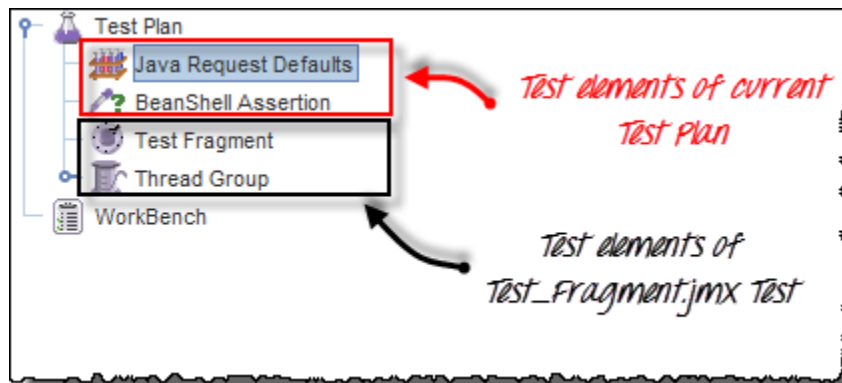 Test Plan
Java Request Defaults
BeanShell Assertion
Test Fragment
Thread Group
WorkBench
Test elements of current
Test Plan
Test elements of
Test_Fragment.jmx Test